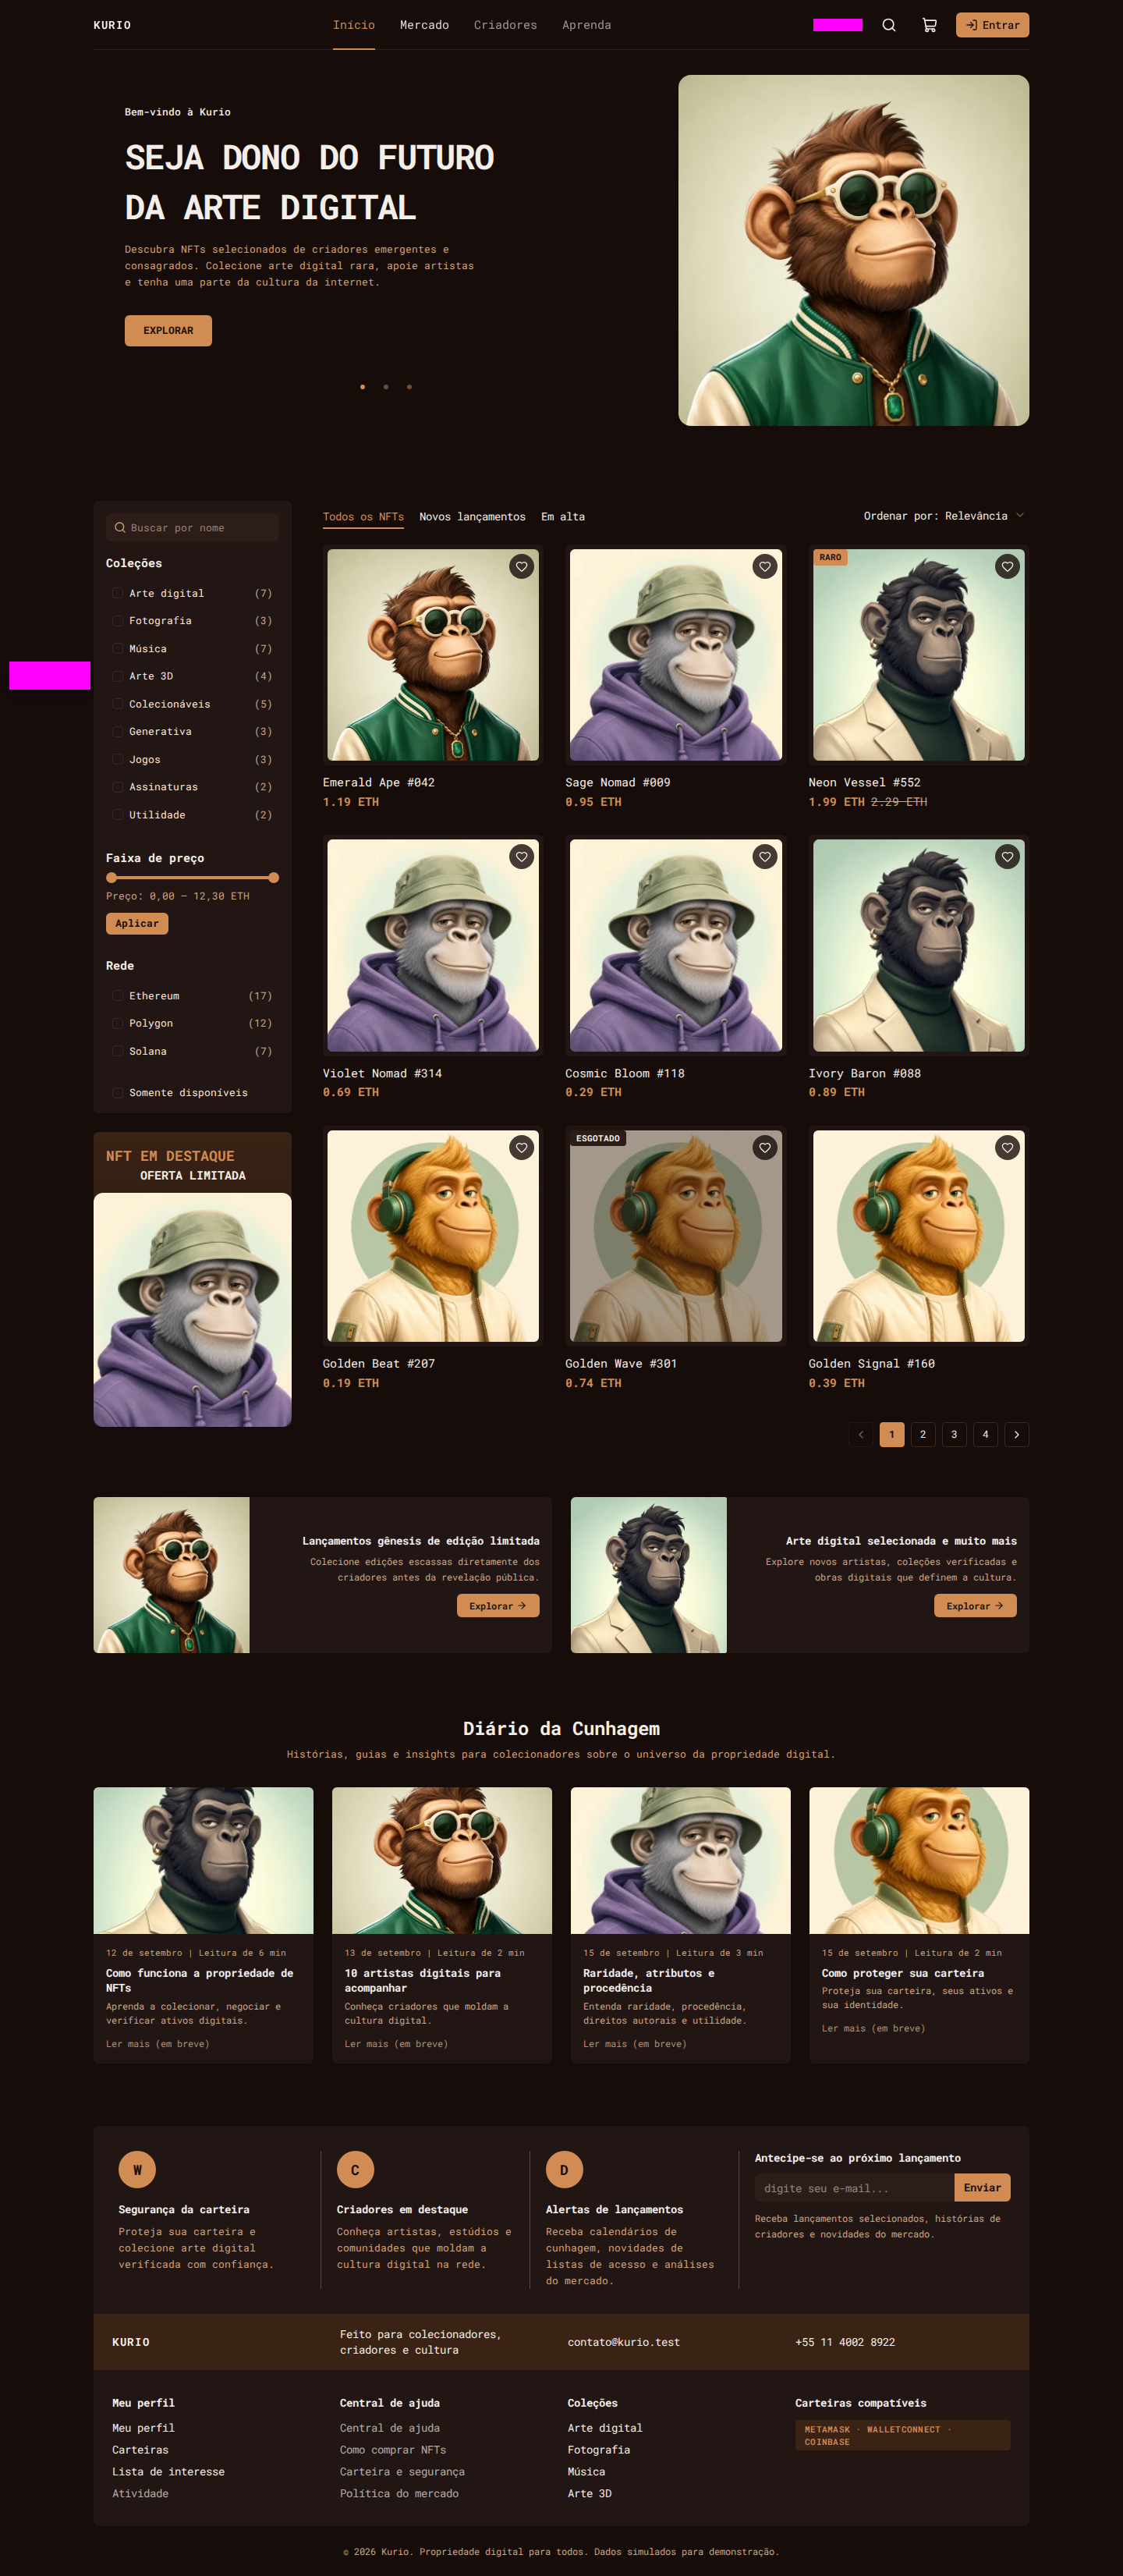 KURIO
Início
Mercado
Criadores
Aprenda
Entrar
Bem-vindo à Kurio
SEJA DONO DO FUTURO
DA ARTE DIGITAL
Descubra NFTs selecionados de criadores emergentes e
consagrados. Colecione arte digital rara, apoie artistas
e tenha uma parte da cultura da internet.
EXPLORAR
Buscar por nome
Coleções
Arte digital (7)
Fotografia (3)
Música (7)
Arte 3D (4)
Colecionáveis (5)
Generativa (3)
Jogos (3)
Assinaturas (2)
Utilidade (2)
Faixa de preço
Preço: 0,00 – 12,30 ETH
Aplicar
Rede
Ethereum (17)
Polygon (12)
Solana (7)
Somente disponíveis
NFT EM DESTAQUE
OFERTA LIMITADA
Todos os NFTs
Novos lançamentos
Em alta
Ordenar por: Relevância
Emerald Ape #042
1.19 ETH
Sage Nomad #009
0.95 ETH
RARO
Neon Vessel #552
1.99 ETH 2.29 ETH
Violet Nomad #314
0.69 ETH
Cosmic Bloom #118
0.29 ETH
Ivory Baron #088
0.89 ETH
Golden Beat #207
0.19 ETH
ESGOTADO
Golden Wave #301
0.74 ETH
Golden Signal #160
0.39 ETH
1
2
3
4
Lançamentos gênesis de edição limitada
Colecione edições escassas diretamente dos
criadores antes da revelação pública.
Explorar
Arte digital selecionada e muito mais
Explore novos artistas, coleções verificadas e
obras digitais que definem a cultura.
Explorar
Diário da Cunhagem
Histórias, guias e insights para colecionadores sobre o universo da propriedade digital.
12 de setembro | Leitura de 6 min
Como funciona a propriedade de
NFTs
Aprenda a colecionar, negociar e
verificar ativos digitais.
Ler mais (em breve)
13 de setembro | Leitura de 2 min
10 artistas digitais para
acompanhar
Conheça criadores que moldam a
cultura digital.
Ler mais (em breve)
15 de setembro | Leitura de 3 min
Raridade, atributos e
procedência
Entenda raridade, procedência,
direitos autorais e utilidade.
Ler mais (em breve)
15 de setembro | Leitura de 2 min
Como proteger sua carteira
Proteja sua carteira, seus ativos e
sua identidade.
Ler mais (em breve)
W
Segurança da carteira
Proteja sua carteira e
colecione arte digital
verificada com confiança.
C
Criadores em destaque
Conheça artistas, estúdios e
comunidades que moldam a
cultura digital na rede.
D
Alertas de lançamentos
Receba calendários de
cunhagem, novidades de
listas de acesso e análises
do mercado.
Antecipe-se ao próximo lançamento
digite seu e-mail...
Enviar
Receba lançamentos selecionados, histórias de
criadores e novidades do mercado.
KURIO
Feito para colecionadores,
criadores e cultura
contato@kurio.test
+55 11 4002 8922
Meu perfil
Meu perfil
Carteiras
Lista de interesse
Atividade
Central de ajuda
Central de ajuda
Como comprar NFTs
Carteira e segurança
Política do mercado
Coleções
Arte digital
Fotografia
Música
Arte 3D
Carteiras compatíveis
METAMASK · WALLETCONNECT ·
COINBASE
© 2026 Kurio. Propriedade digital para todos. Dados simulados para demonstração.